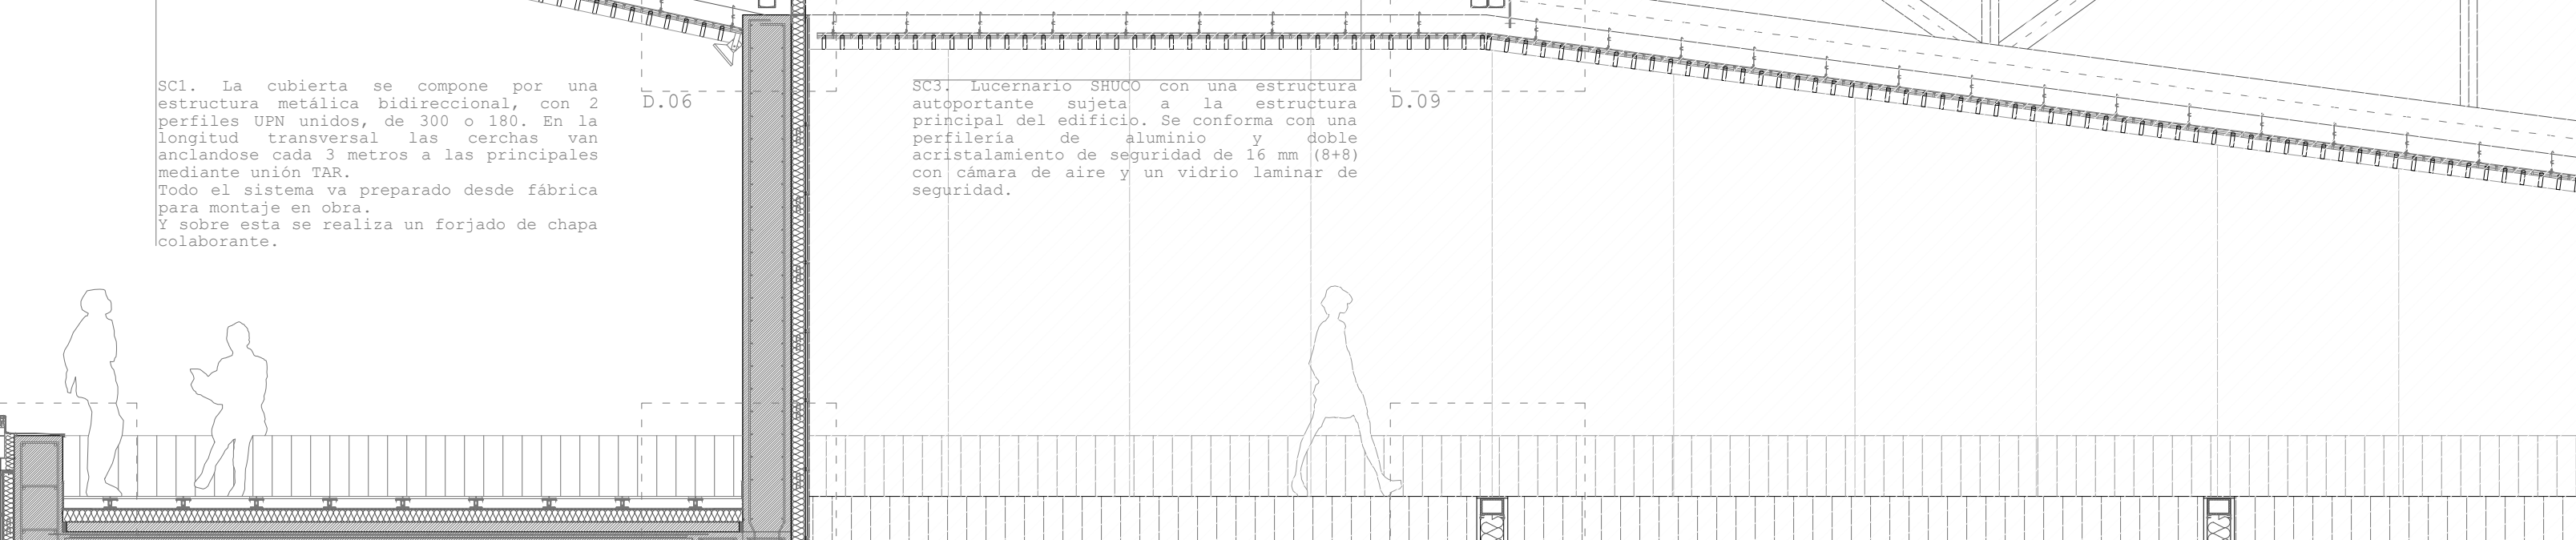 SC1. La cubierta se compone por una
estructura metálica bidireccional, con 2
perfiles UPN unidos, de 300 o 180. En la
longitud transversal las cerchas van
anclandose cada 3 metros a las principales
mediante unión TAR.
Todo el sistema va preparado desde fábrica
para montaje en obra.
Y sobre esta se realiza un forjado de chapa
colaborante.
D.06
SC3. Lucernario SHUCO con una estructura
autoportante sujeta a la estructura
principal del edificio. Se conforma con una
perfilería de aluminio y doble
acristalamiento de seguridad de 16 mm (8+8)
con cámara de aire y un vidrio laminar de
seguridad.
D.09